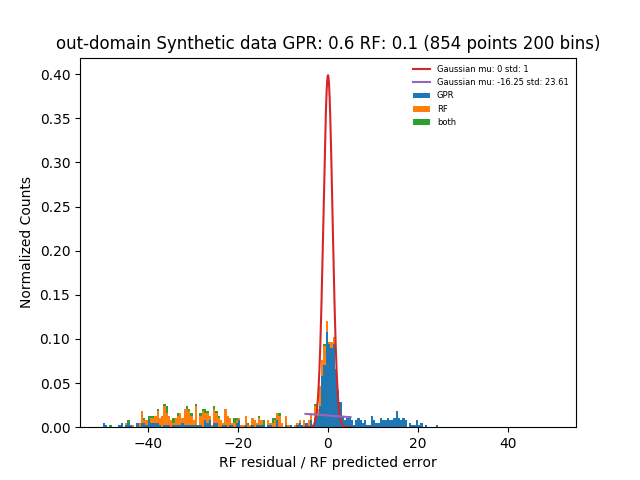 out-domain Synthetic data GPR: 0.6 RF: 0.1 (854 points 200 bins)
Gaussian mu: 0 std: 1
Gaussian mu: -16.25 std: 23.61
GPR
RF
both
Normalized Counts
0.40
0.35
0.30
0.25
0.20
0.15
0.10
0.05
0.00
−40 −20 0 20 40
RF residual / RF predicted error